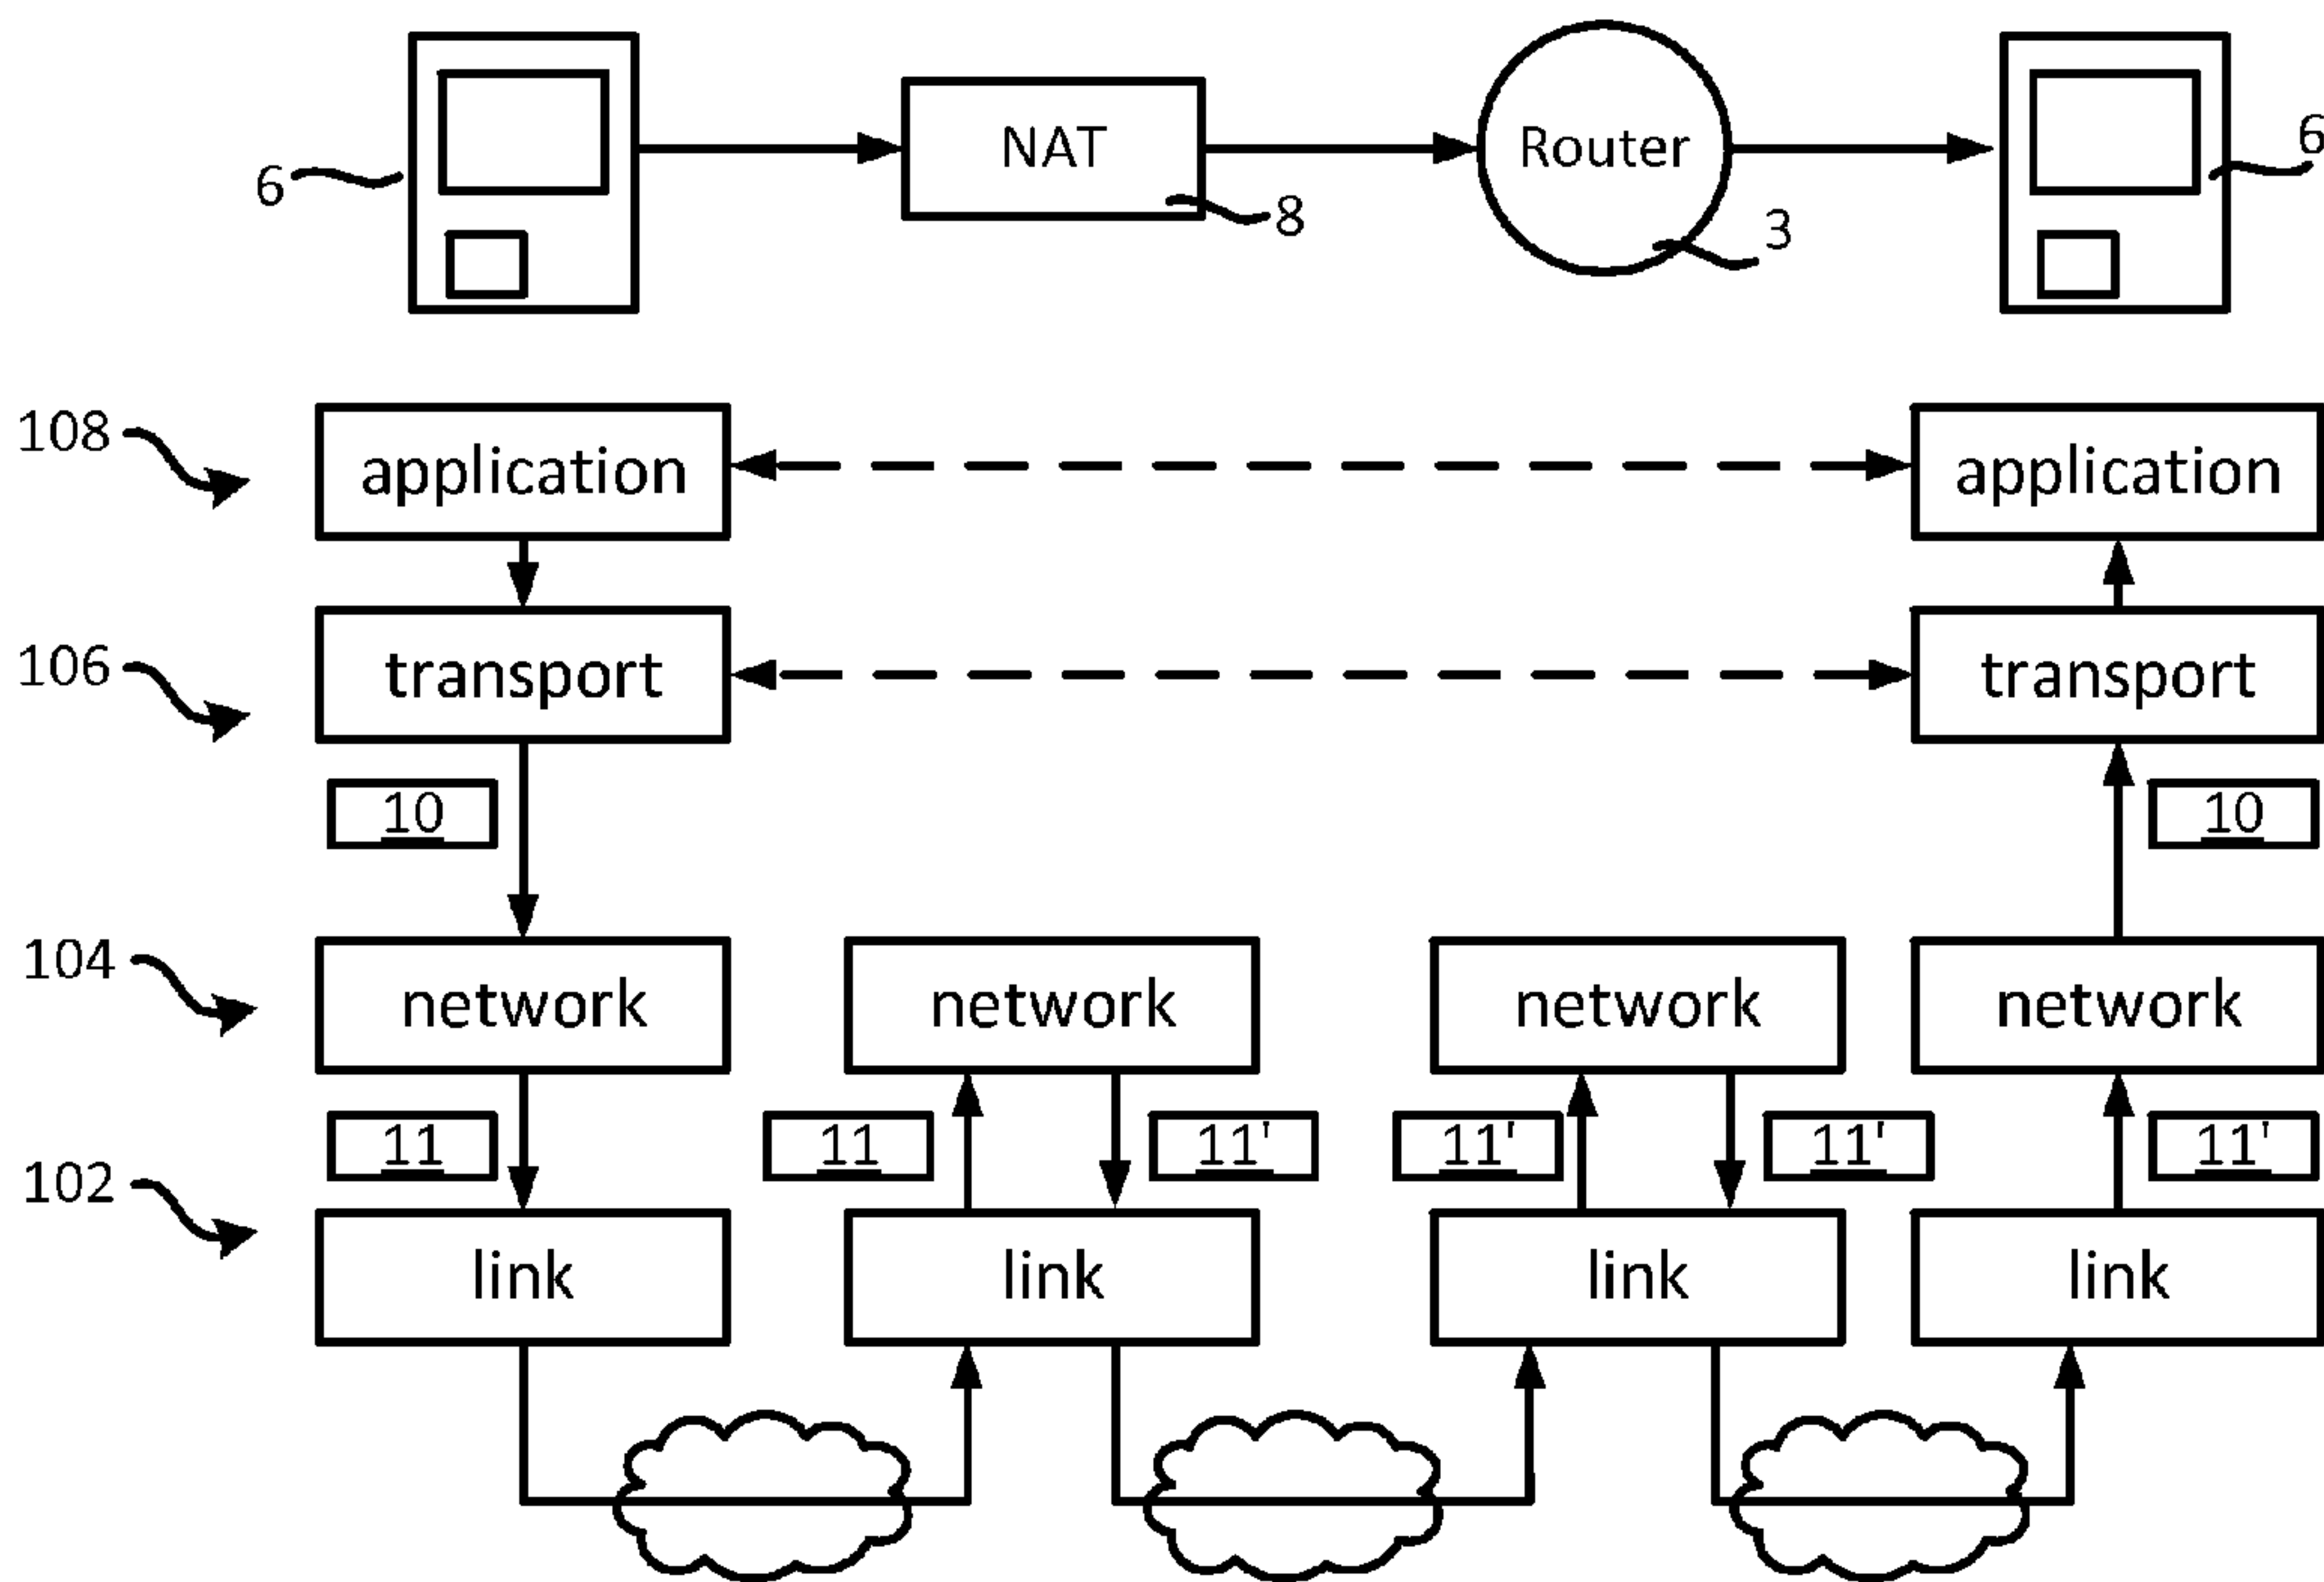 NAT
Router
6
6
8
3
108
application
application
106
transport
transport
10
10
104
network
network
network
network
11
11
11'
11'
11'
11'
102
link
link
link
link